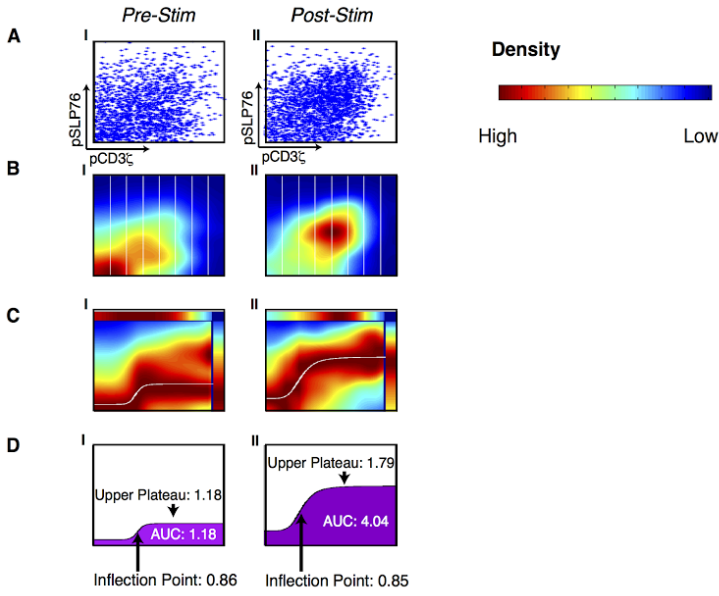 Pre-Stim
Post-Stim
A
I
II
pSLP76
pCD3ζ
pSLP76
pCD3ζ
Density
High
Low
B
I
II
C
I
II
D
I
II
Upper Plateau: 1.18
AUC: 1.18
Inflection Point: 0.86
Upper Plateau: 1.79
AUC: 4.04
Inflection Point: 0.85